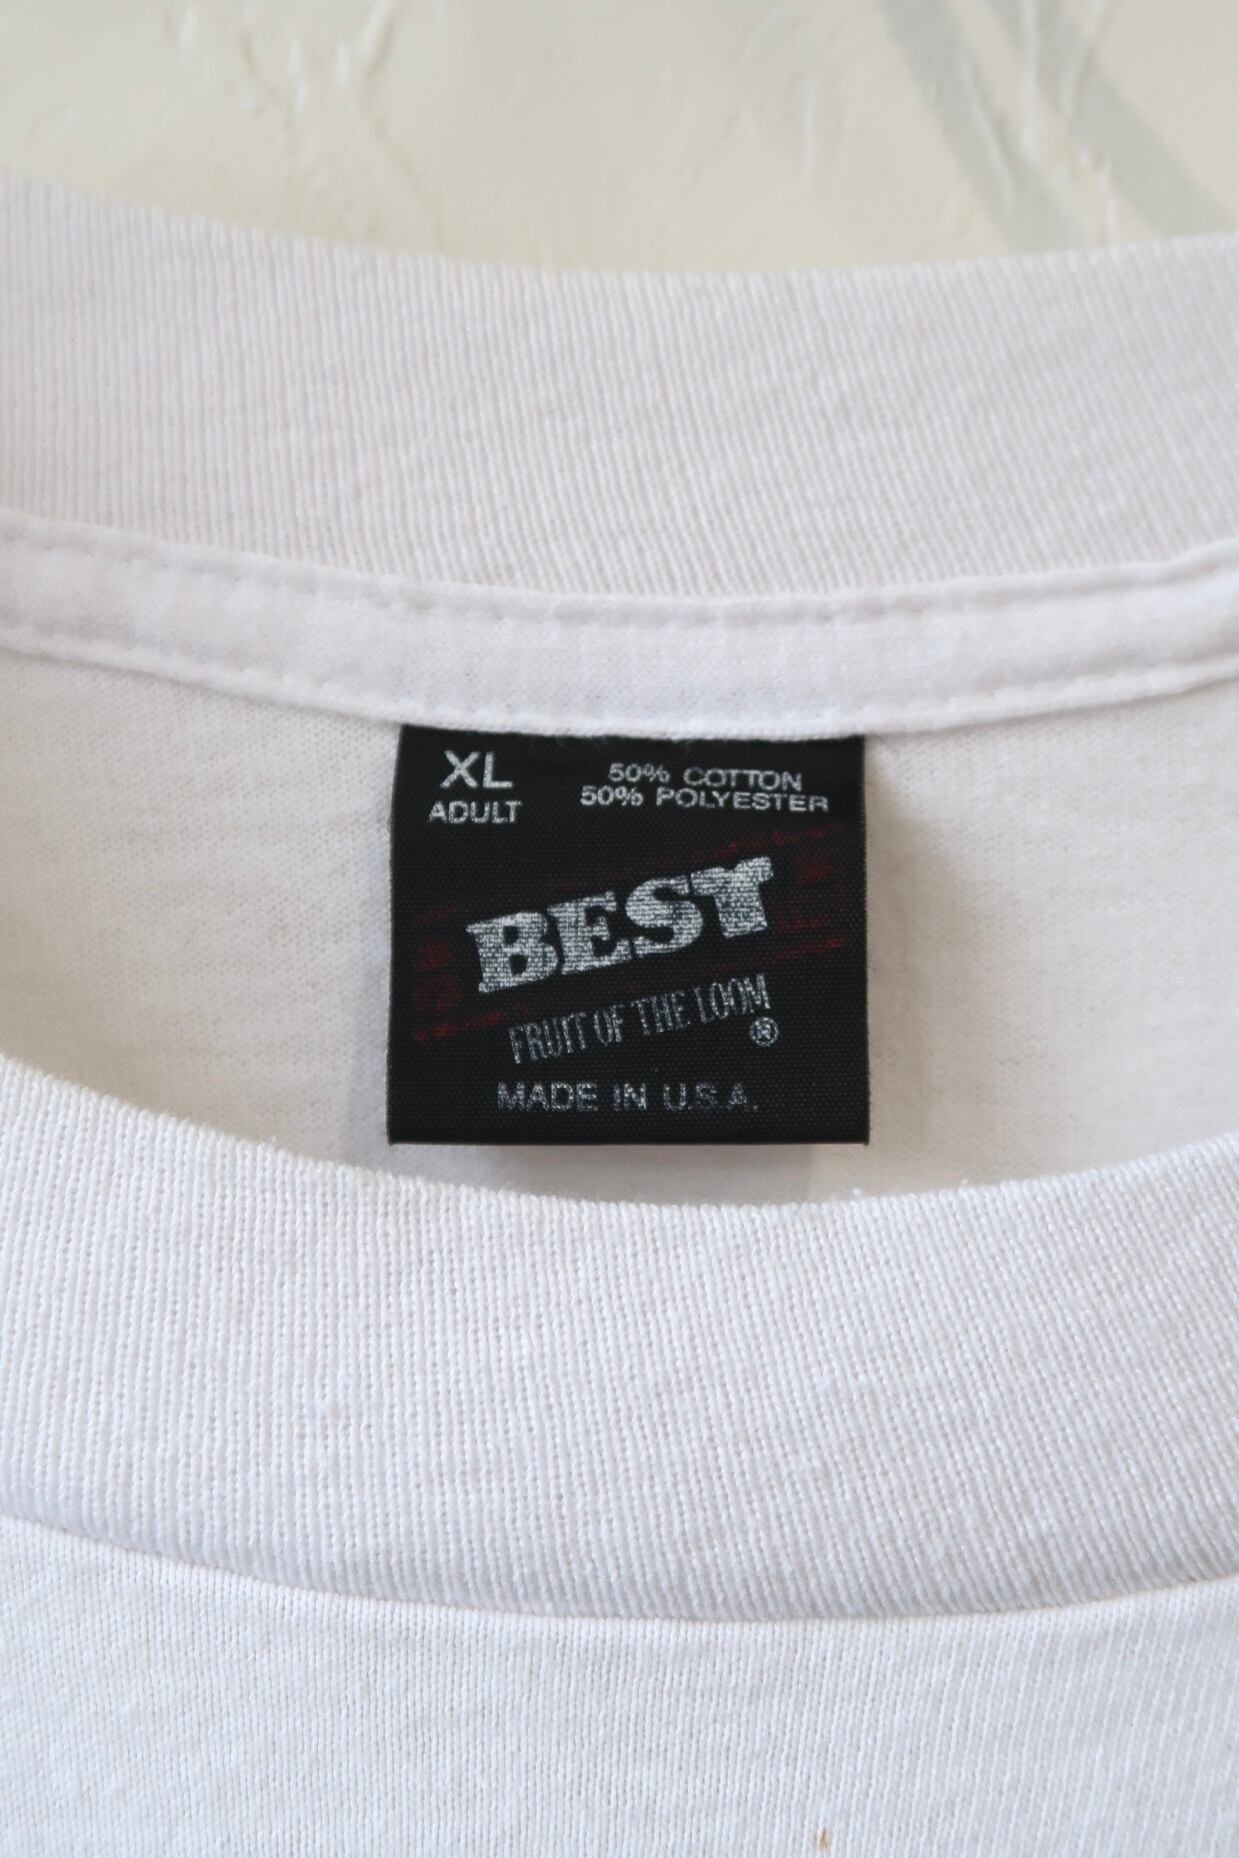 XL
ADULT
50% COTTON
50% POLYESTER
BEST
FRUIT OF THE LOOM
®
MADE IN U.S.A.